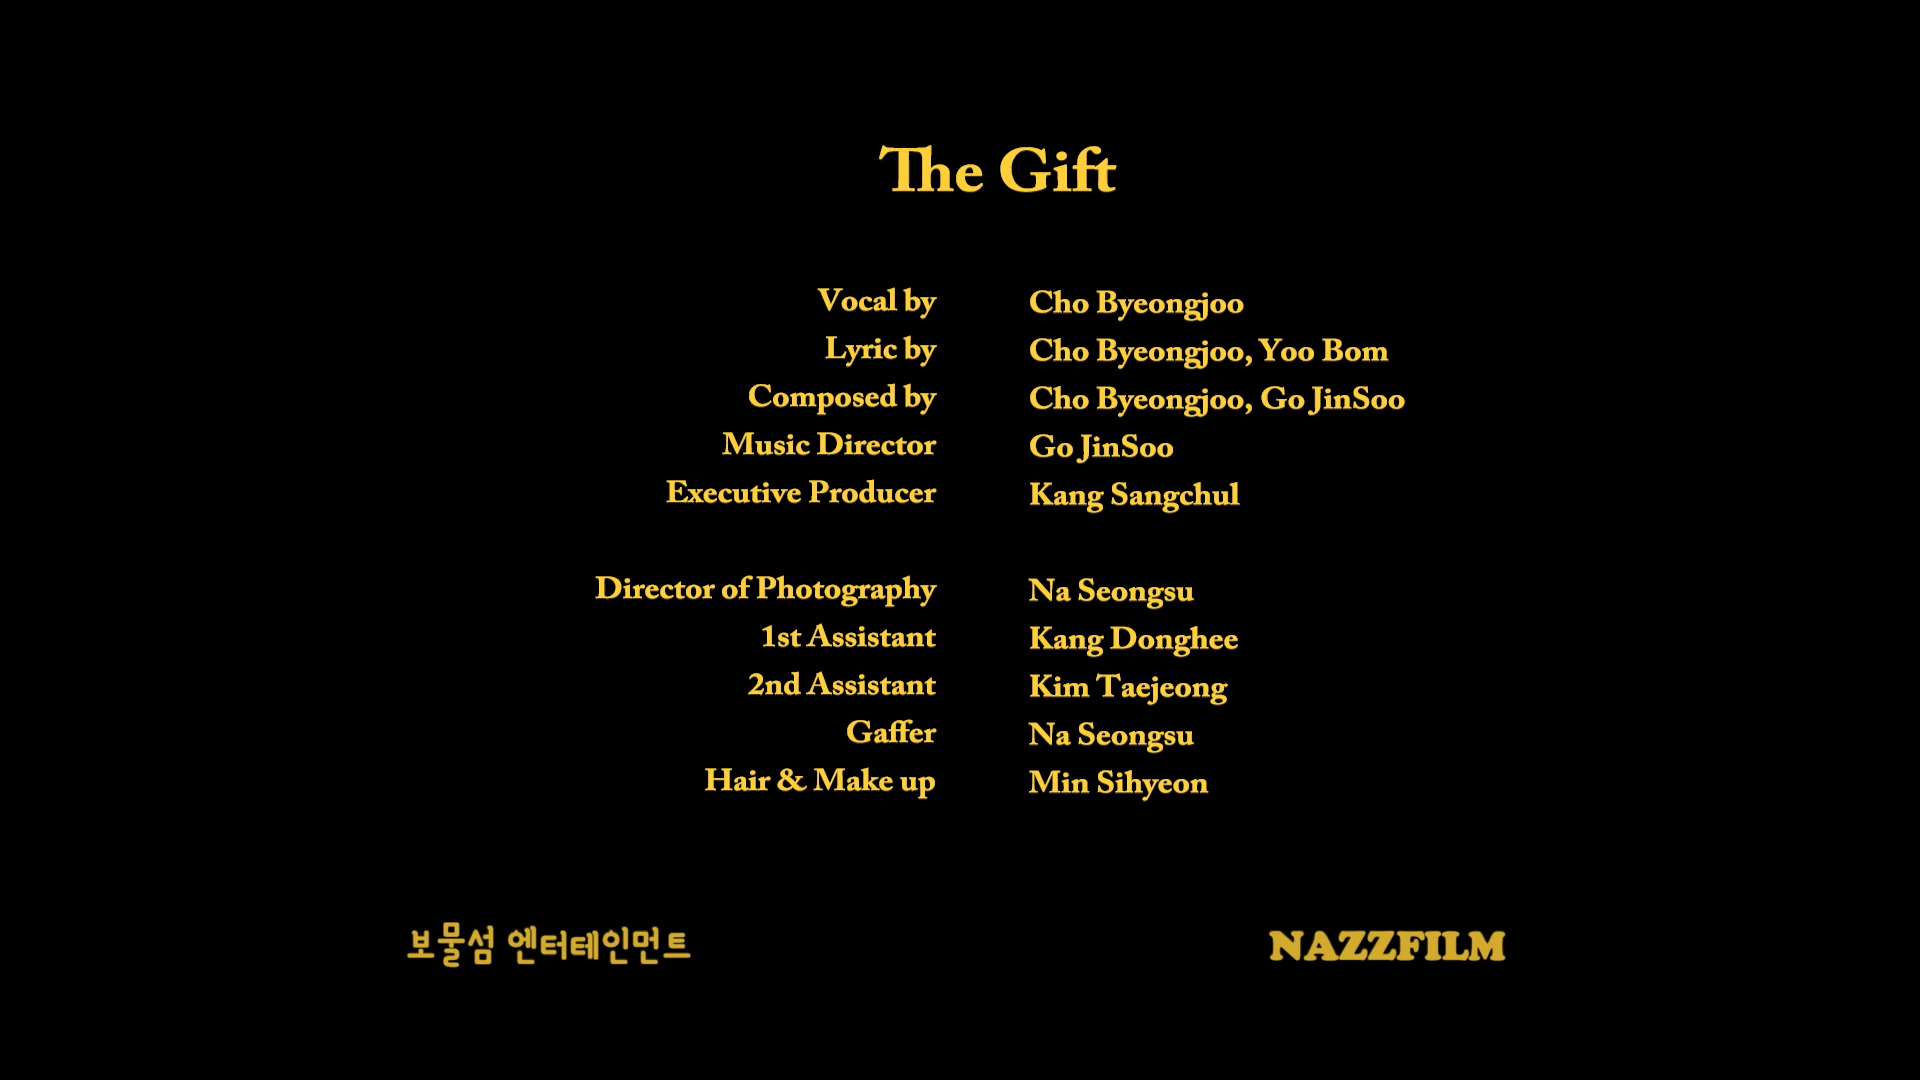 The Gift
Vocal by Cho Byeongjoo
Lyric by Cho Byeongjoo, Yoo Bom
Composed by Cho Byeongjoo, Go JinSoo
Music Director Go JinSoo
Executive Producer Kang Sangchul
Director of Photography Na Seongsu
1st Assistant Kang Donghee
2nd Assistant Kim Taejeong
Gaffer Na Seongsu
Hair & Make up Min Sihyeon
보물섬 엔터테인먼트 NAZZFILM